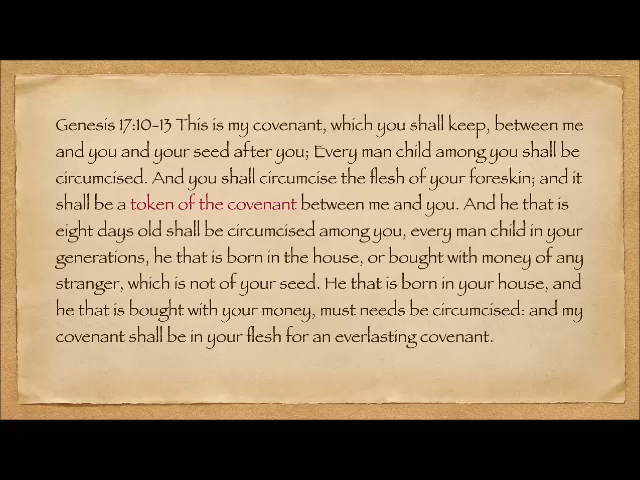 Genesis 17:10-13 This is my covenant, which you shall keep, between me
and you and your seed after you; Every man child among you shall be
circumcised. And you shall circumcise the flesh of your foreskin; and it
shall be a token of the covenant between me and you. And he that is
eight days old shall be circumcised among you, every man child in your
generations, he that is born in the house, or bought with money of any
stranger, which is not of your seed. He that is born in your house, and
he that is bought with your money, must needs be circumcised: and my
covenant shall be in your flesh for an everlasting covenant.